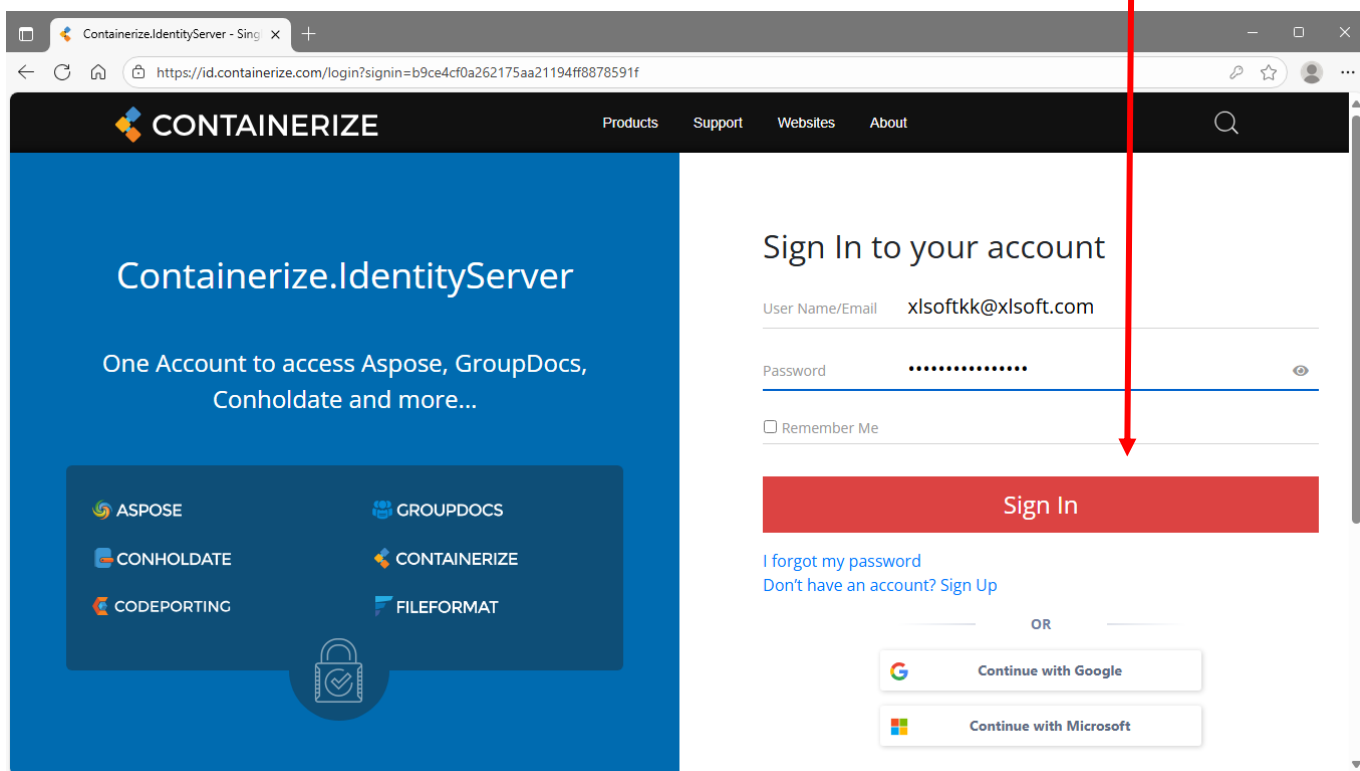 Containerize.IdentityServer - Sing
https://id.containerize.com/login?signin=b9ce4cf0a262175aa21194ff8878591f
CONTAINERIZE
Products Support Websites About
Containerize.IdentityServer
One Account to access Aspose, GroupDocs,
Conholdate and more...
ASPOSE GROUPDOCS
CONHOLDATE CONTAINERIZE
CODEPORTING FILEFORMAT
Sign In to your account
User Name/Email xlsoftkk@xlsoft.com
Password ••••••••••••••••
Remember Me
Sign In
I forgot my password
Don't have an account? Sign Up
OR
Continue with Google
Continue with Microsoft